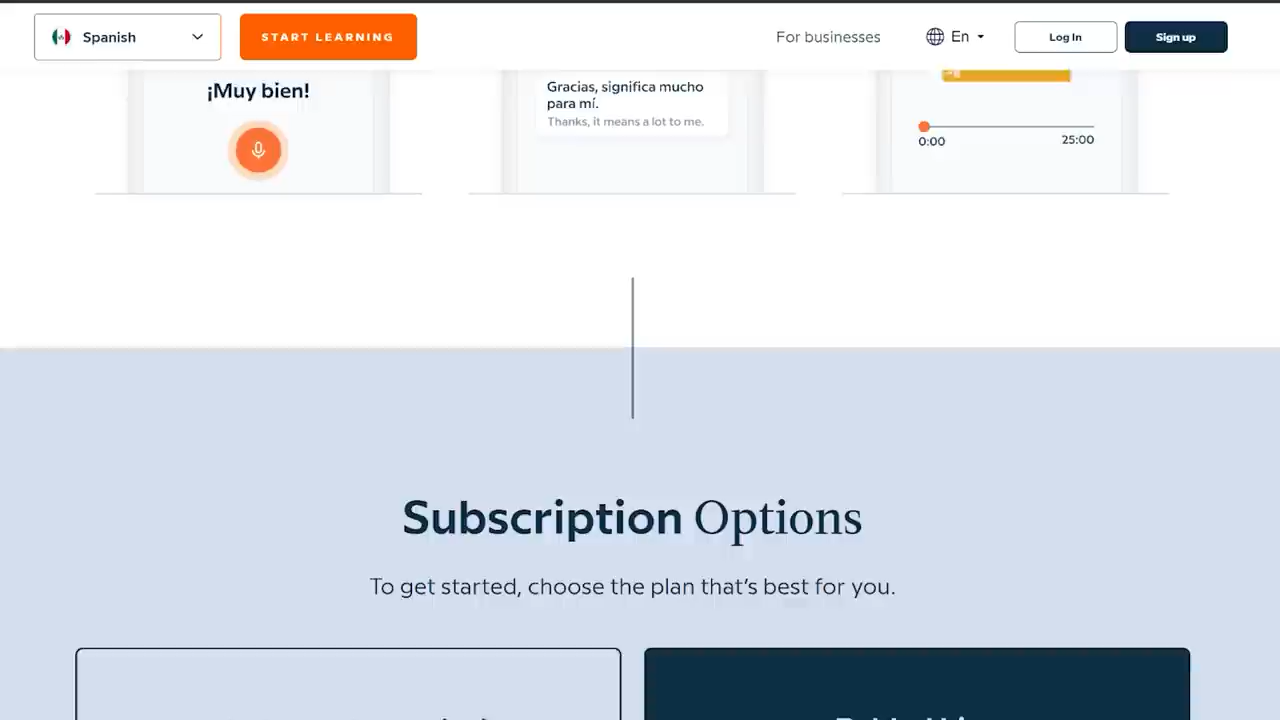 Spanish
START LEARNING
For businesses
En
Log In
Sign up
¡Muy bien!
Gracias, significa mucho
para mí.
Thanks, it means a lot to me.
0:00
25:00
Subscription Options
To get started, choose the plan that's best for you.